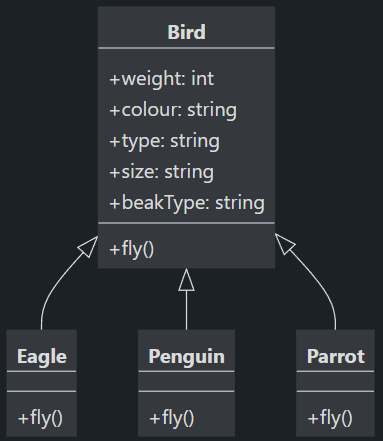 Bird
+weight: int
+colour: string
+type: string
+size: string
+beakType: string
+fly()
Eagle
+fly()
Penguin
+fly()
Parrot
+fly()